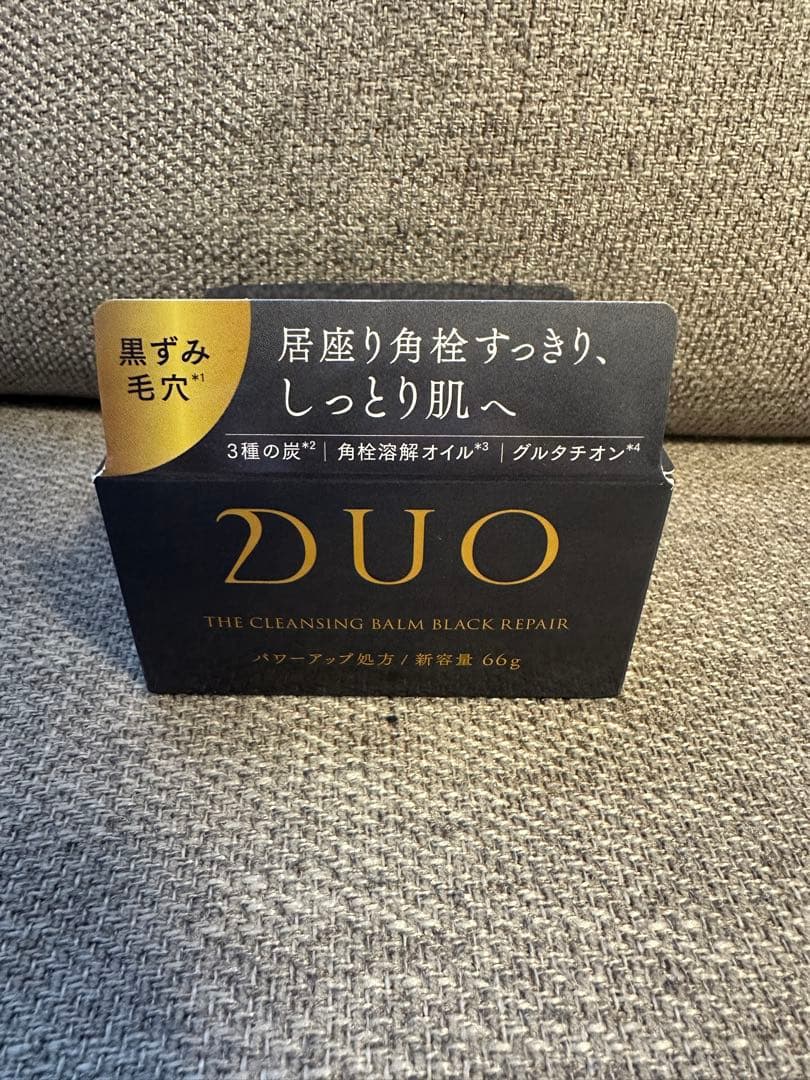 黒ずみ
毛穴*1
居座り角栓すっきり、
しっとり肌へ
3種の炭*2 | 角栓溶解オイル*3 | グルタチオン*4
DUO
THE CLEANSING BALM BLACK REPAIR
パワーアップ処方 / 新容量 66g